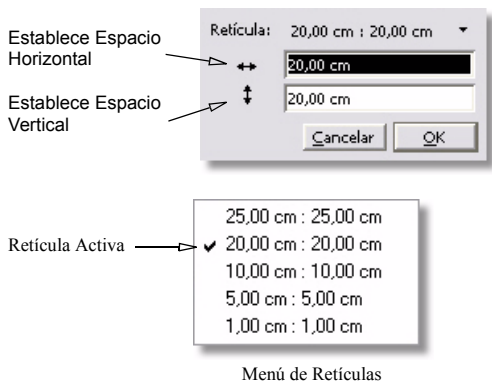 Establece Espacio
Horizontal
Establece Espacio
Vertical
Retícula: 20,00 cm : 20,00 cm
20,00 cm
20,00 cm
Cancelar OK
Retícula Activa
25,00 cm : 25,00 cm
20,00 cm : 20,00 cm
10,00 cm : 10,00 cm
5,00 cm : 5,00 cm
1,00 cm : 1,00 cm
Menú de Retículas